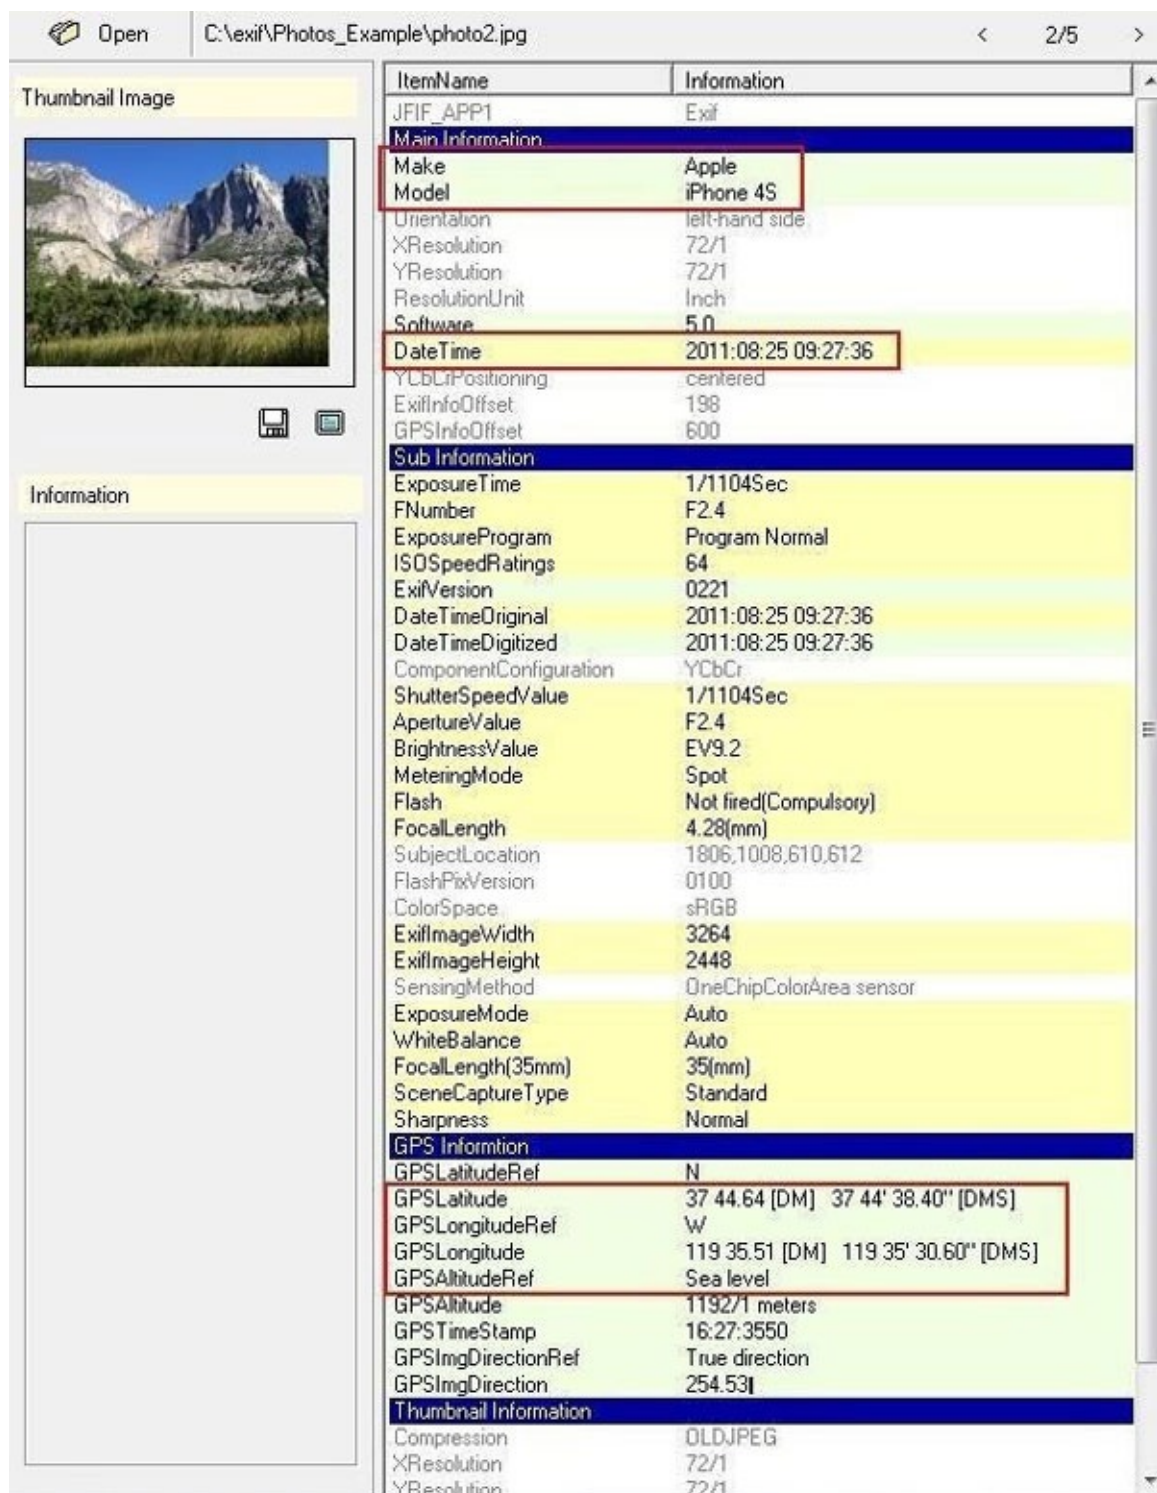 Open C:\exif\Photos_Example\photo2.jpg < 2/5 >
Thumbnail Image
Information
ItemName Information
JFIF_APP1 Exif
Main Information
Make Apple
Model iPhone 4S
Orientation left-hand side
XResolution 72/1
YResolution 72/1
ResolutionUnit Inch
Software 5.0
DateTime 2011:08:25 09:27:36
YCbCrPositioning centered
ExifInfoOffset 198
GPSInfoOffset 600
Sub Information
ExposureTime 1/1104Sec
FNumber F2.4
ExposureProgram Program Normal
ISOSpeedRatings 64
ExifVersion 0221
DateTimeOriginal 2011:08:25 09:27:36
DateTimeDigitized 2011:08:25 09:27:36
ComponentConfiguration YCbCr
ShutterSpeedValue 1/1104Sec
ApertureValue F2.4
BrightnessValue EV9.2
MeteringMode Spot
Flash Not fired(Compulsory)
FocalLength 4.28(mm)
SubjectLocation 1806,1008,610,612
FlashPixVersion 0100
ColorSpace sRGB
ExifImageWidth 3264
ExifImageHeight 2448
SensingMethod OneChipColorArea sensor
ExposureMode Auto
WhiteBalance Auto
FocalLength(35mm) 35(mm)
SceneCaptureType Standard
Sharpness Normal
GPS Informtion
GPSLatitudeRef N
GPSLatitude 37 44.64 [DM] 37 44' 38.40" [DMS]
GPSLongitudeRef W
GPSLongitude 119 35.51 [DM] 119 35' 30.60" [DMS]
GPSAltitudeRef Sea level
GPSAltitude 1192/1 meters
GPSTimeStamp 16:27:3550
GPSImgDirectionRef True direction
GPSImgDirection 254.53
Thumbnail Information
Compression OLDJPEG
XResolution 72/1
YResolution 72/1